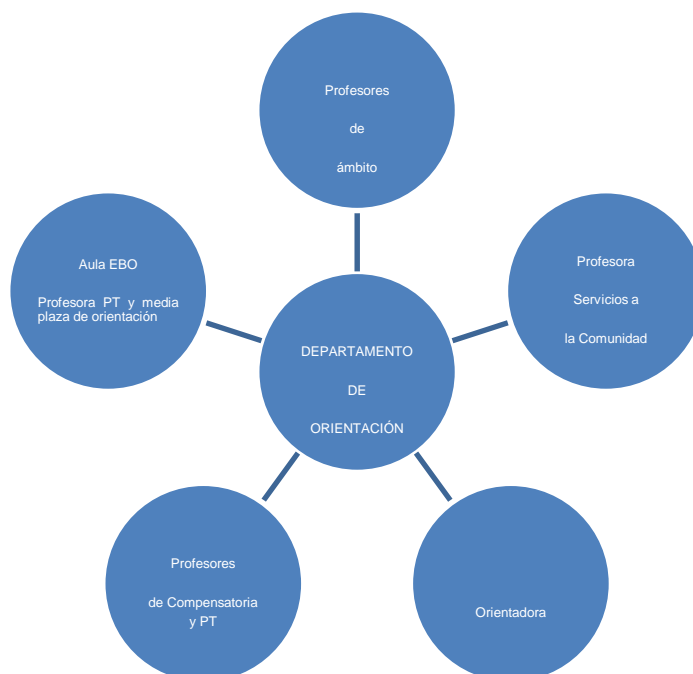 Profesores
de
ámbito
Aula EBO
Profesora PT y media
plaza de orientación
Profesora
Servicios a
la Comunidad
DEPARTAMENTO
DE
ORIENTACIÓN
Profesores
de Compensatoria
y PT
Orientadora